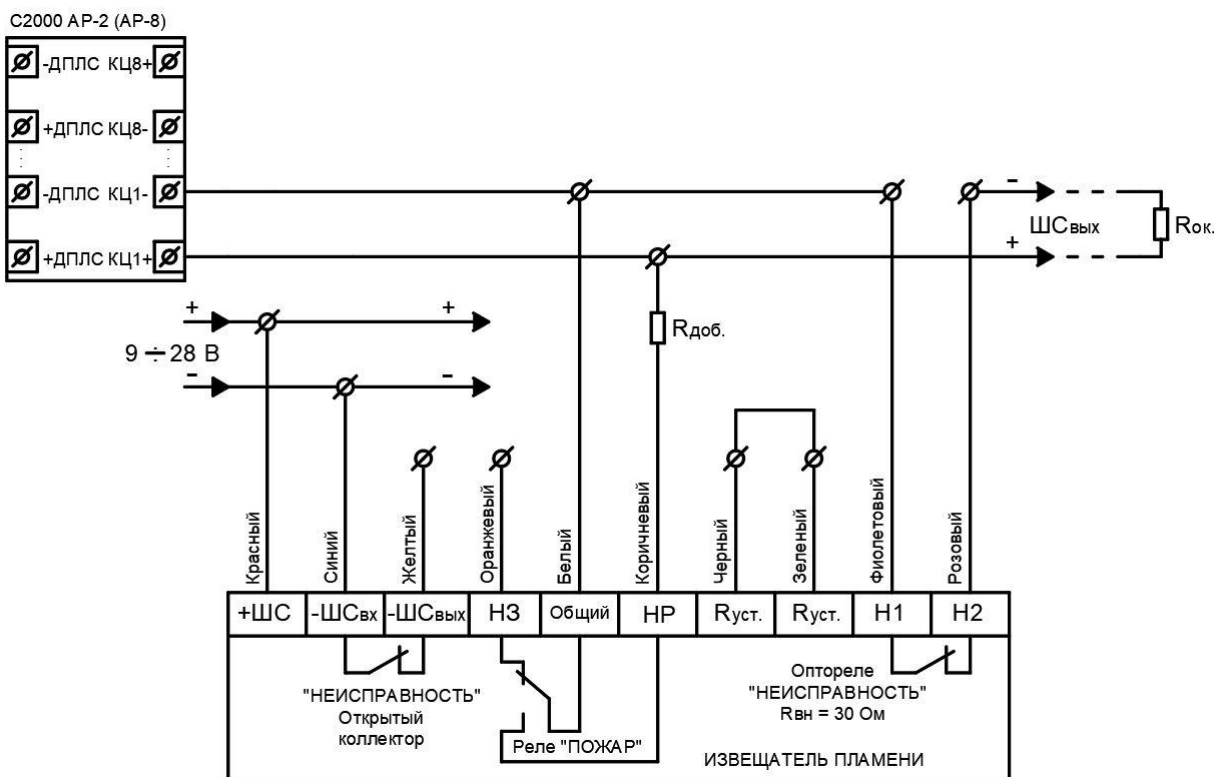 С2000 АР-2 (АР-8)
-ДПЛС КЦ8+
+ДПЛС КЦ8-
-ДПЛС КЦ1-
+ДПЛС КЦ1+
-
ШСвых
+
Rок.
+
+
9 ÷ 28 В
-
-
Rдоб.
Красный
Синий
Желтый
Оранжевый
Белый
Коричневый
Черный
Зеленый
Фиолетовый
Розовый
+ШС
-ШСвх
-ШСвых
НЗ
Общий
НР
Rуст.
Rуст.
Н1
Н2
"НЕИСПРАВНОСТЬ"
Открытый
коллектор
Реле "ПОЖАР"
Оптореле
"НЕИСПРАВНОСТЬ"
Rвн = 30 Ом
ИЗВЕЩАТЕЛЬ ПЛАМЕНИ